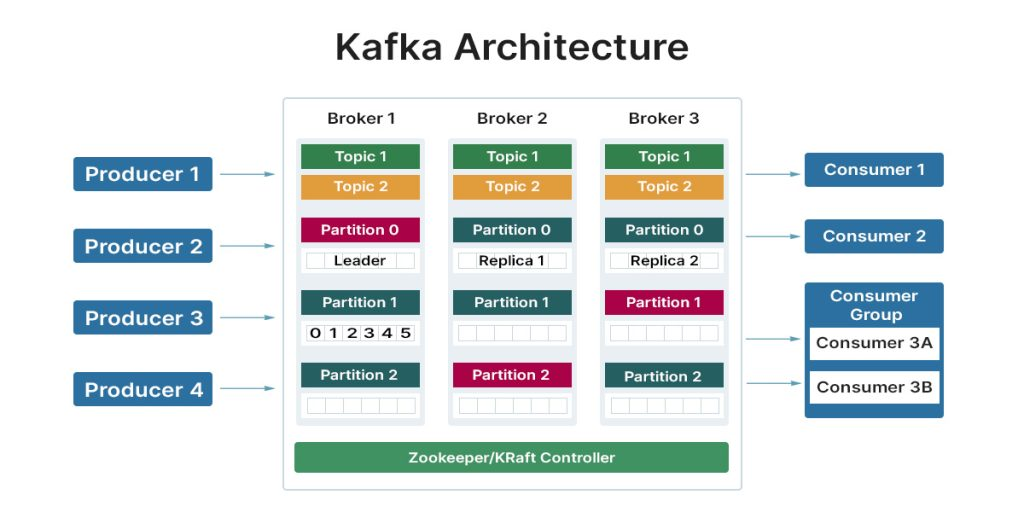 Kafka Architecture
Broker 1
Broker 2
Broker 3
Producer 1
Producer 2
Producer 3
Producer 4
Topic 1
Topic 2
Partition 0
Leader
Partition 1
0 1 2 3 4 5
Partition 2
Topic 1
Topic 2
Partition 0
Replica 1
Partition 1
Partition 2
Topic 1
Topic 2
Partition 0
Replica 2
Partition 1
Partition 2
Zookeeper/KRaft Controller
Consumer 1
Consumer 2
Consumer
Group
Consumer 3A
Consumer 3B